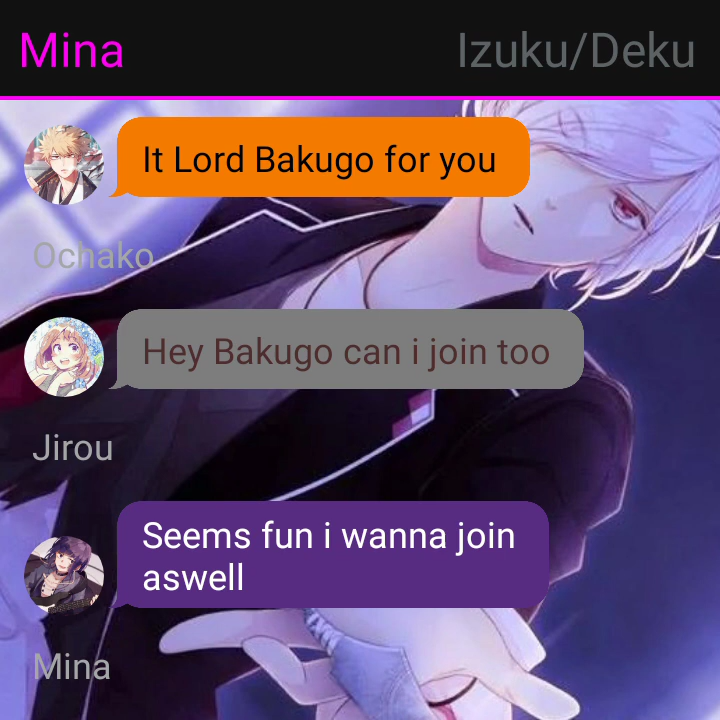 Mina Izuku/Deku
It Lord Bakugo for you
Ochako
Hey Bakugo can i join too
Jirou
Seems fun i wanna join
aswell
Mina